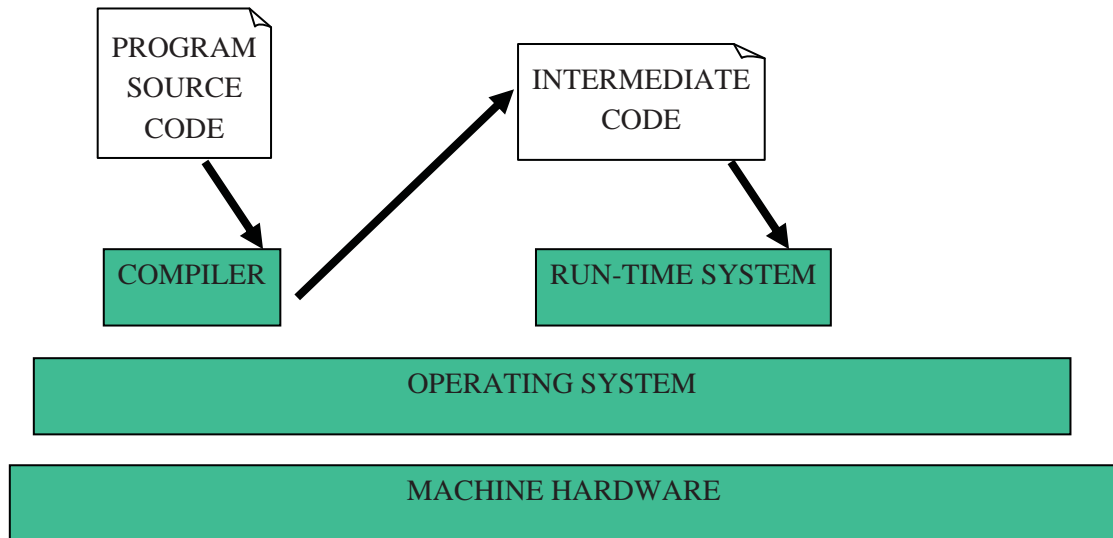 PROGRAM
SOURCE
CODE
INTERMEDIATE
CODE
COMPILER
RUN-TIME SYSTEM
OPERATING SYSTEM
MACHINE HARDWARE